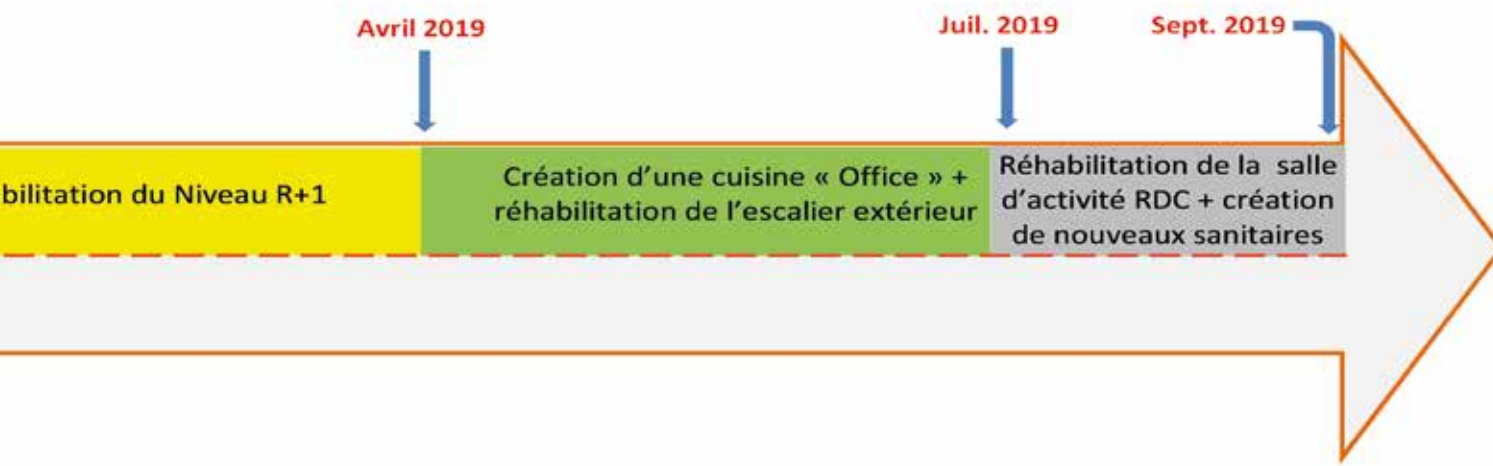 Avril 2019
Juil. 2019
Sept. 2019
bilitation du Niveau R+1
Création d’une cuisine « Office » +
réhabilitation de l’escalier extérieur
Réhabilitation de la salle
d’activité RDC + création
de nouveaux sanitaires